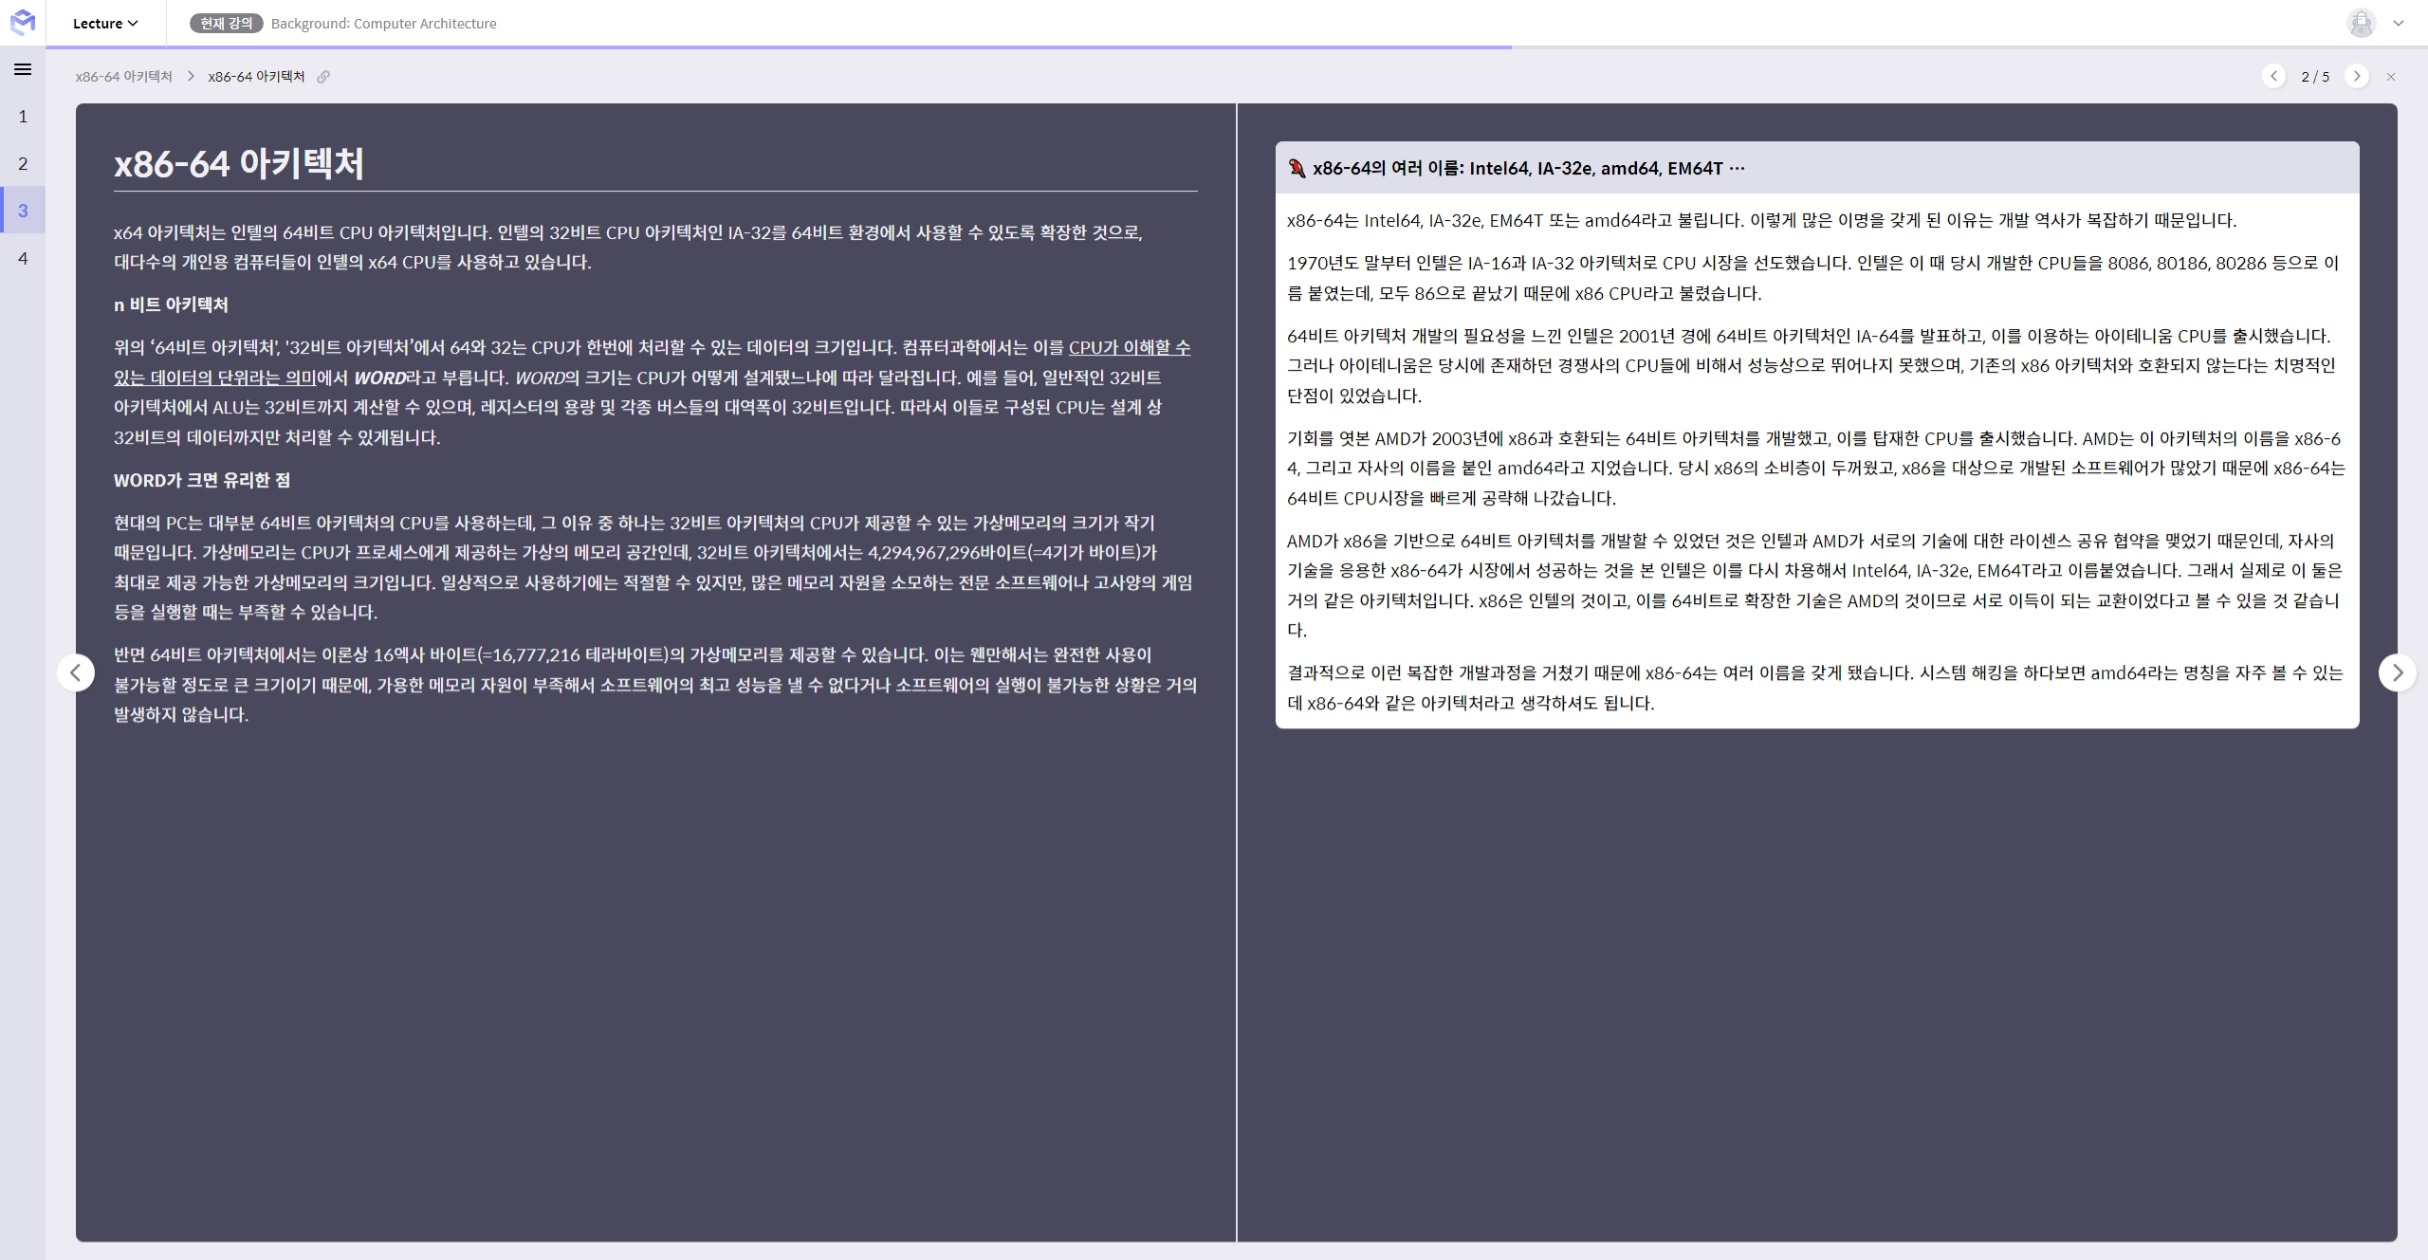 Lecture
현재 강의 Background: Computer Architecture
x86-64 아키텍처 > x86-64 아키텍처
2 / 5
1
2
3
4
x86-64 아키텍처
x64 아키텍처는 인텔의 64비트 CPU 아키텍처입니다. 인텔의 32비트 CPU 아키텍처인 IA-32를 64비트 환경에서 사용할 수 있도록 확장한 것으로,
대다수의 개인용 컴퓨터들이 인텔의 x64 CPU를 사용하고 있습니다.
n 비트 아키텍처
위의 ‘64비트 아키텍처', '32비트 아키텍처’에서 64와 32는 CPU가 한번에 처리할 수 있는 데이터의 크기입니다. 컴퓨터과학에서는 이를 CPU가 이해할 수
있는 데이터의 단위라는 의미에서 WORD라고 부릅니다. WORD의 크기는 CPU가 어떻게 설계됐느냐에 따라 달라집니다. 예를 들어, 일반적인 32비트
아키텍처에서 ALU는 32비트까지 계산할 수 있으며, 레지스터의 용량 및 각종 버스들의 대역폭이 32비트입니다. 따라서 이들로 구성된 CPU는 설계 상
32비트의 데이터까지만 처리할 수 있게됩니다.
WORD가 크면 유리한 점
현대의 PC는 대부분 64비트 아키텍처의 CPU를 사용하는데, 그 이유 중 하나는 32비트 아키텍처의 CPU가 제공할 수 있는 가상메모리의 크기가 작기
때문입니다. 가상메모리는 CPU가 프로세스에게 제공하는 가상의 메모리 공간인데, 32비트 아키텍처에서는 4,294,967,296바이트(=4기가 바이트)가
최대로 제공 가능한 가상메모리의 크기입니다. 일상적으로 사용하기에는 적절할 수 있지만, 많은 메모리 자원을 소모하는 전문 소프트웨어나 고사양의 게임
등을 실행할 때는 부족할 수 있습니다.
반면 64비트 아키텍처에서는 이론상 16엑사 바이트(=16,777,216 테라바이트)의 가상메모리를 제공할 수 있습니다. 이는 웬만해서는 완전한 사용이
불가능할 정도로 큰 크기이기 때문에, 가용한 메모리 자원이 부족해서 소프트웨어의 최고 성능을 낼 수 없다거나 소프트웨어의 실행이 불가능한 상황은 거의
발생하지 않습니다.
x86-64의 여러 이름: Intel64, IA-32e, amd64, EM64T ⋯
x86-64는 Intel64, IA-32e, EM64T 또는 amd64라고 불립니다. 이렇게 많은 이명을 갖게 된 이유는 개발 역사가 복잡하기 때문입니다.
1970년도 말부터 인텔은 IA-16과 IA-32 아키텍처로 CPU 시장을 선도했습니다. 인텔은 이 때 당시 개발한 CPU들을 8086, 80186, 80286 등으로 이
름 붙였는데, 모두 86으로 끝났기 때문에 x86 CPU라고 불렸습니다.
64비트 아키텍처 개발의 필요성을 느낀 인텔은 2001년 경에 64비트 아키텍처인 IA-64를 발표하고, 이를 이용하는 아이테니움 CPU를 출시했습니다.
그러나 아이테니움은 당시에 존재하던 경쟁사의 CPU들에 비해서 성능상으로 뛰어나지 못했으며, 기존의 x86 아키텍처와 호환되지 않는다는 치명적인
단점이 있었습니다.
기회를 엿본 AMD가 2003년에 x86과 호환되는 64비트 아키텍처를 개발했고, 이를 탑재한 CPU를 출시했습니다. AMD는 이 아키텍처의 이름을 x86-6
4, 그리고 자사의 이름을 붙인 amd64라고 지었습니다. 당시 x86의 소비층이 두꺼웠고, x86을 대상으로 개발된 소프트웨어가 많았기 때문에 x86-64는
64비트 CPU시장을 빠르게 공략해 나갔습니다.
AMD가 x86을 기반으로 64비트 아키텍처를 개발할 수 있었던 것은 인텔과 AMD가 서로의 기술에 대한 라이센스 공유 협약을 맺었기 때문인데, 자사의
기술을 응용한 x86-64가 시장에서 성공하는 것을 본 인텔은 이를 다시 차용해서 Intel64, IA-32e, EM64T라고 이름붙였습니다. 그래서 실제로 이 둘은
거의 같은 아키텍처입니다. x86은 인텔의 것이고, 이를 64비트로 확장한 기술은 AMD의 것이므로 서로 이득이 되는 교환이었다고 볼 수 있을 것 같습니
다.
결과적으로 이런 복잡한 개발과정을 거쳤기 때문에 x86-64는 여러 이름을 갖게 됐습니다. 시스템 해킹을 하다보면 amd64라는 명칭을 자주 볼 수 있는
데 x86-64와 같은 아키텍처라고 생각하셔도 됩니다.